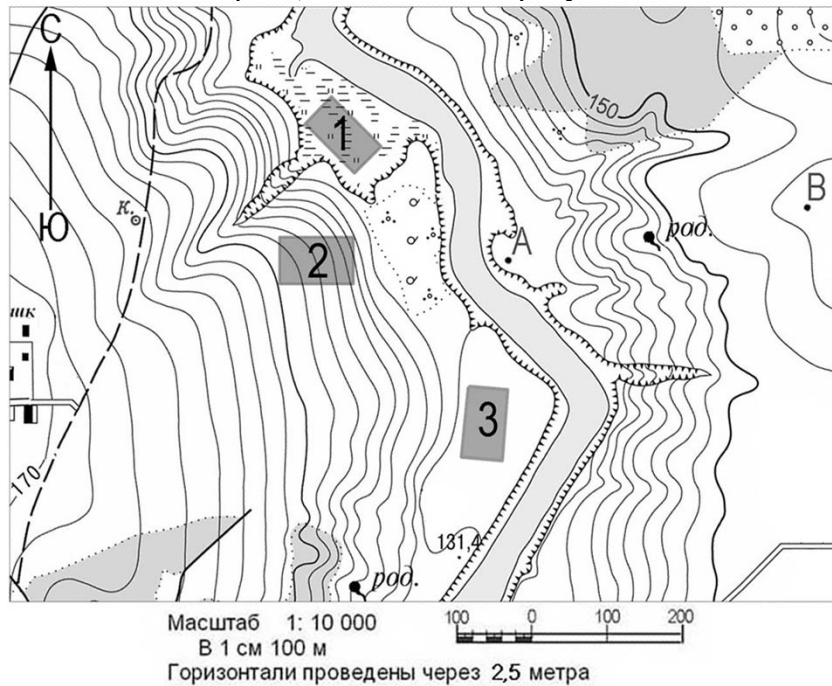 С
Ю
к.
1
2
3
150
В
род.
А
шк
170
131,4
род.
Масштаб 1: 10 000
В 1 см 100 м
100 0 100 200
Горизонтали проведены через 2,5 метра